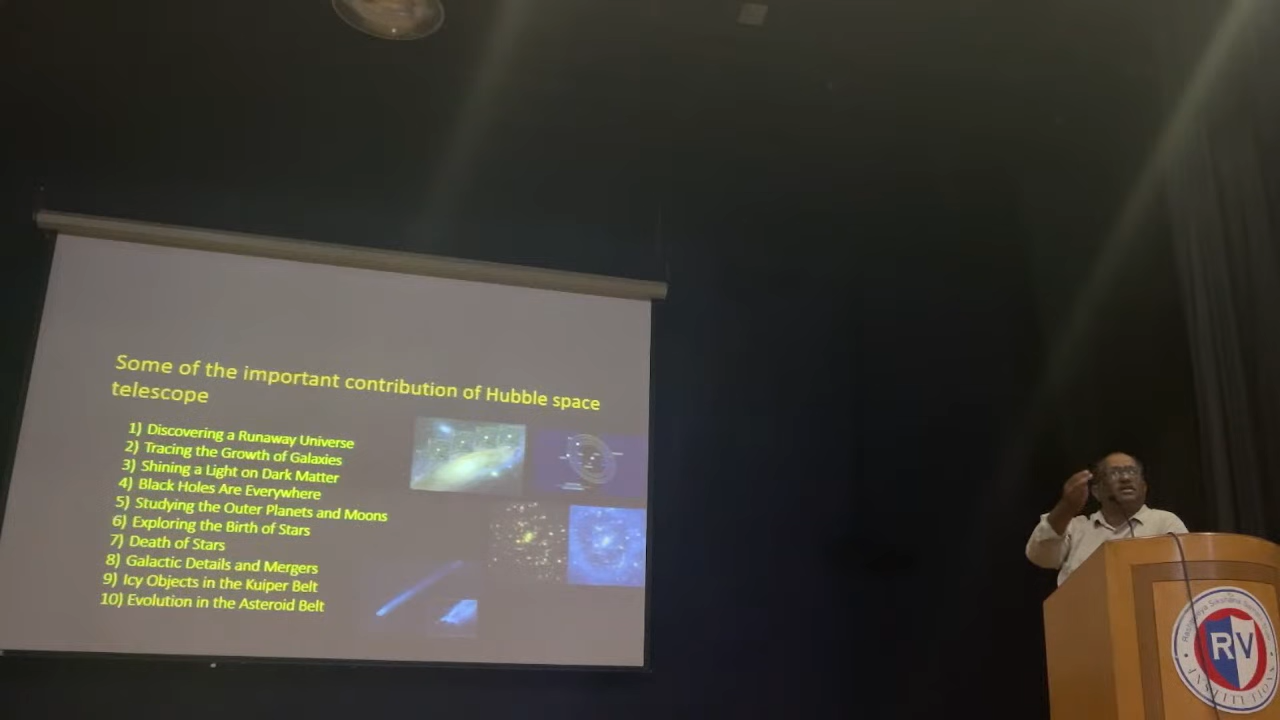 Some of the important contribution of Hubble space
telescope
1) Discovering a Runaway Universe
2) Tracing the Growth of Galaxies
3) Shining a Light on Dark Matter
4) Black Holes Are Everywhere
5) Studying the Outer Planets and Moons
6) Exploring the Birth of Stars
7) Death of Stars
8) Galactic Details and Mergers
9) Icy Objects in the Kuiper Belt
10) Evolution in the Asteroid Belt
RV
INSTITUTIONS